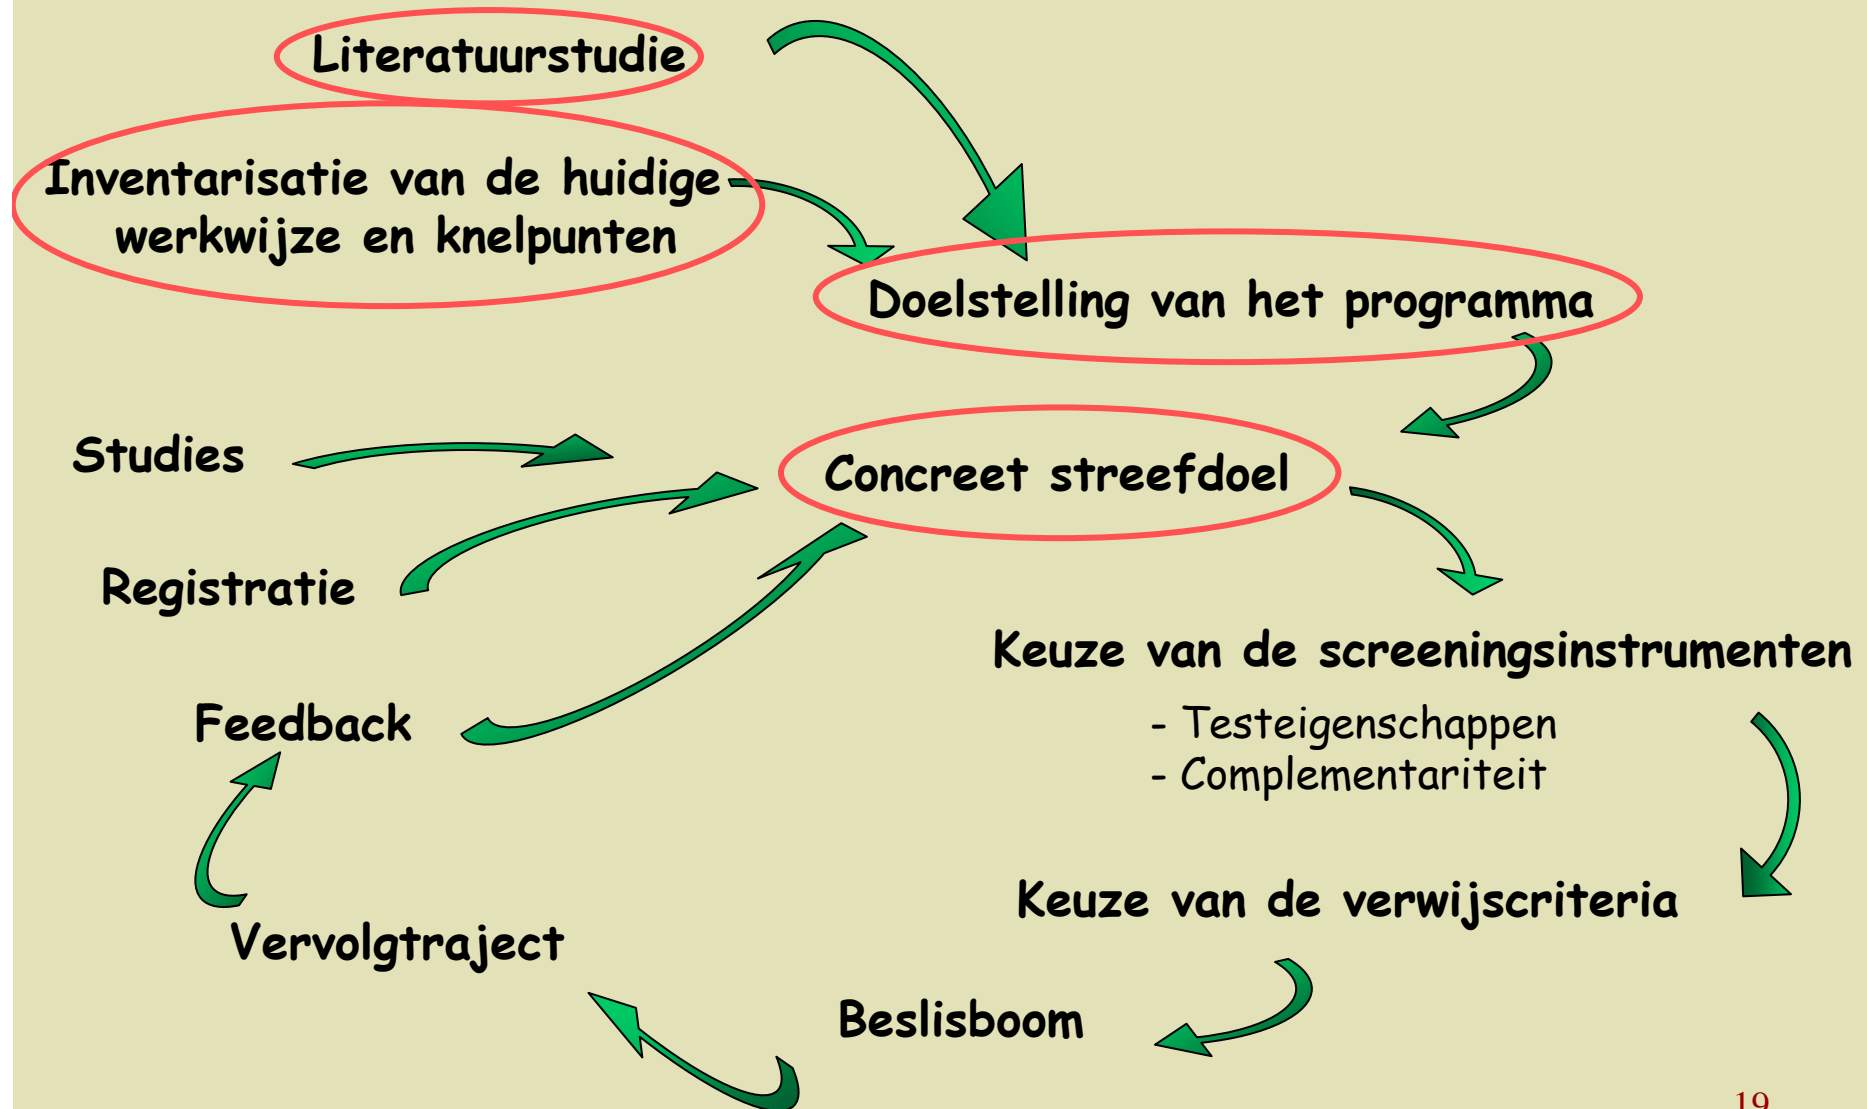 Literatuurstudie
Inventarisatie van de huidige
werkwijze en knelpunten
Doelstelling van het programma
Studies
Concreet streefdoel
Registratie
Keuze van de screeningsinstrumenten
Feedback
- Testeigenschappen
- Complementariteit
Keuze van de verwijscriteria
Vervolgtraject
Beslisboom
19